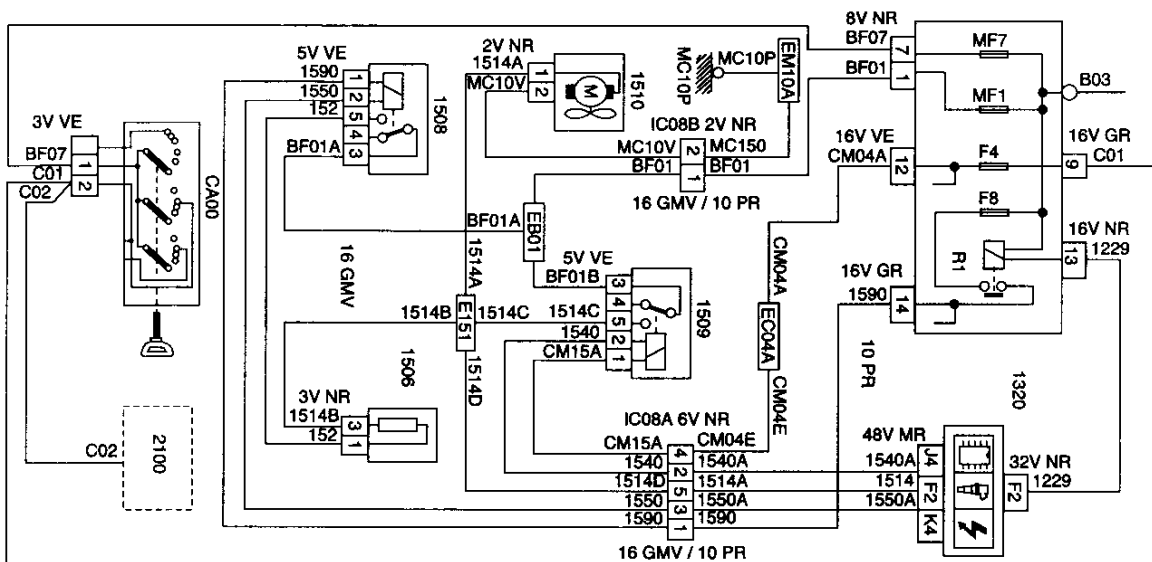 3V VE
BF07
C01
C02
1
2
CA00
C02
2100
5V VE
1590
1550
152
BF01A
1
2
5
4
3
1508
2V NR
1514A
MC10V
1
2
M
1510
MC10P
MC10P
EM10A
IC08B 2V NR
MC10V
2
MC150
BF01
1
BF01
16 GMV / 10 PR
BF01A
EB01
16 GMV
1514A
1514B
E151
1514C
1514D
5V VE
BF01B
1514C
1540
CM15A
3
4
5
2
1
1509
1506
3V NR
1514B
152
3
1
CM04A
EC04A
CM04E
IC08A 6V NR
CM15A
4
CM04E
1540
2
1540A
1514D
5
1514A
1550
3
1550A
1590
1
1590
16 GMV / 10 PR
8V NR
BF07
7
BF01
1
MF7
MF1
B03
16V VE
CM04A
12
F4
16V GR
C01
9
F8
R1
16V NR
1229
13
16V GR
1590
14
10 PR
1320
48V MR
1540A
J4
1514
F2
1550A
K4
32V NR
1229
F2